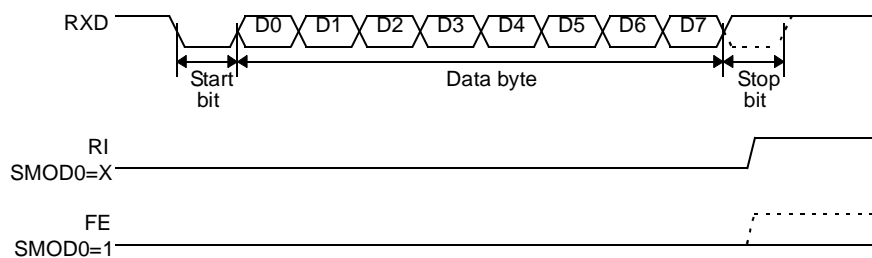 RXD D0 D1 D2 D3 D4 D5 D6 D7
Start Data byte Stop
bit bit
RI
SMOD0=X
FE
SMOD0=1